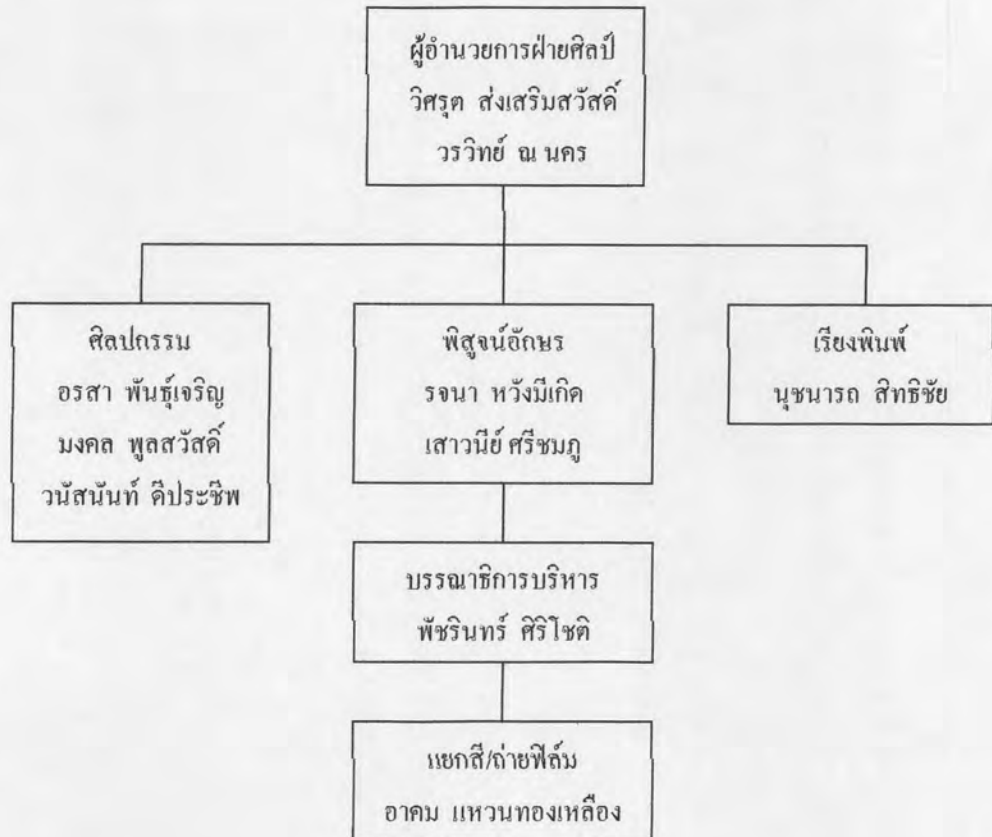 ผู้อำนวยการฝ่ายศิลป์
วิศรุต ส่งเสริมสวัสดิ์
วรวิทย์ ณ นคร
ศิลปกรรม
อรสา พันธุ์เจริญ
มงคล พูลสวัสดิ์
วนัสนันท์ ดีประชีพ
พิสูจน์อักษร
รจนา หวังมีเกิด
เสาวนีย์ ศรีชมภู
เรียงพิมพ์
นุชนารถ สิทธิชัย
บรรณาธิการบริหาร
พัชรินทร์ ศิริโชติ
แยกสี/ถ่ายฟิล์ม
อาคม แหวนทองเหลือง